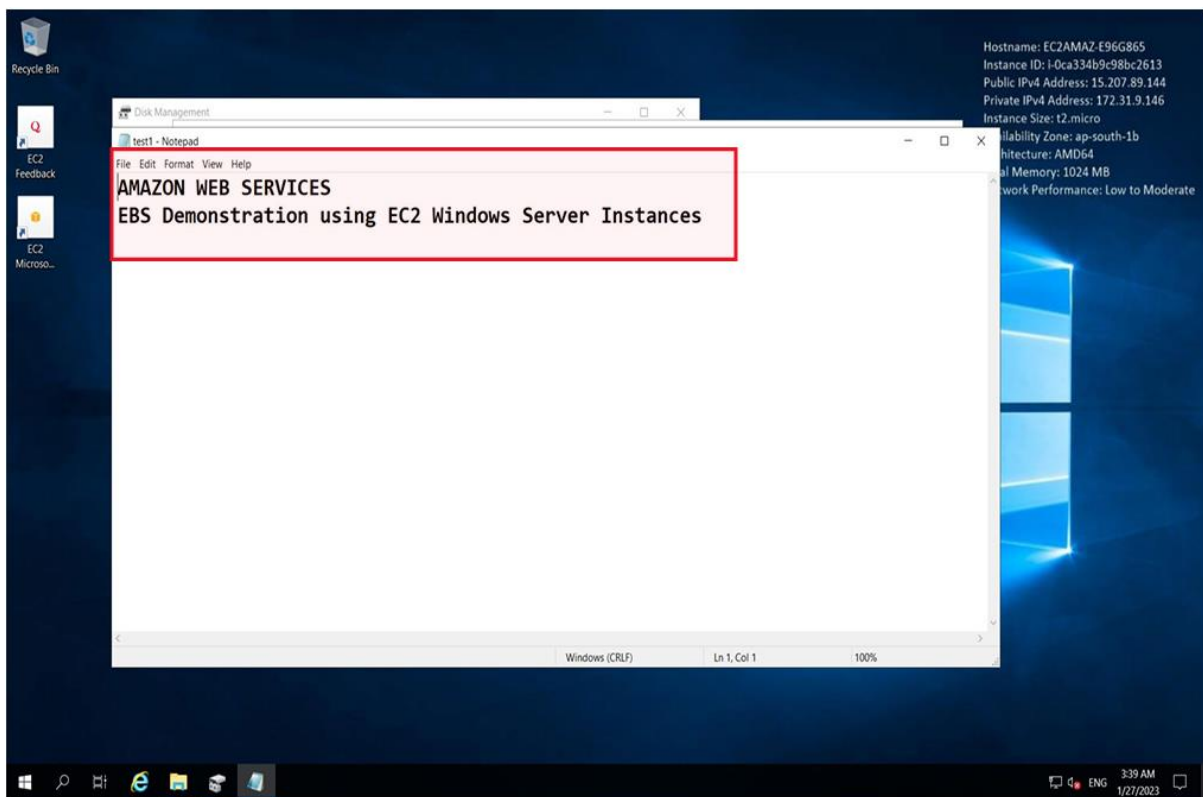 Recycle Bin
EC2
Feedback
EC2
Microso...
Hostname: EC2AMAZ-E96G865
Instance ID: i-0ca334b9c98bc2613
Public IPv4 Address: 15.207.89.144
Private IPv4 Address: 172.31.9.146
Instance Size: t2.micro
ilability Zone: ap-south-1b
hitecture: AMD64
al Memory: 1024 MB
work Performance: Low to Moderate
Disk Management
test1 - Notepad
File Edit Format View Help
AMAZON WEB SERVICES
EBS Demonstration using EC2 Windows Server Instances
Windows (CRLF) Ln 1, Col 1 100%
ENG
3:39 AM
1/27/2023